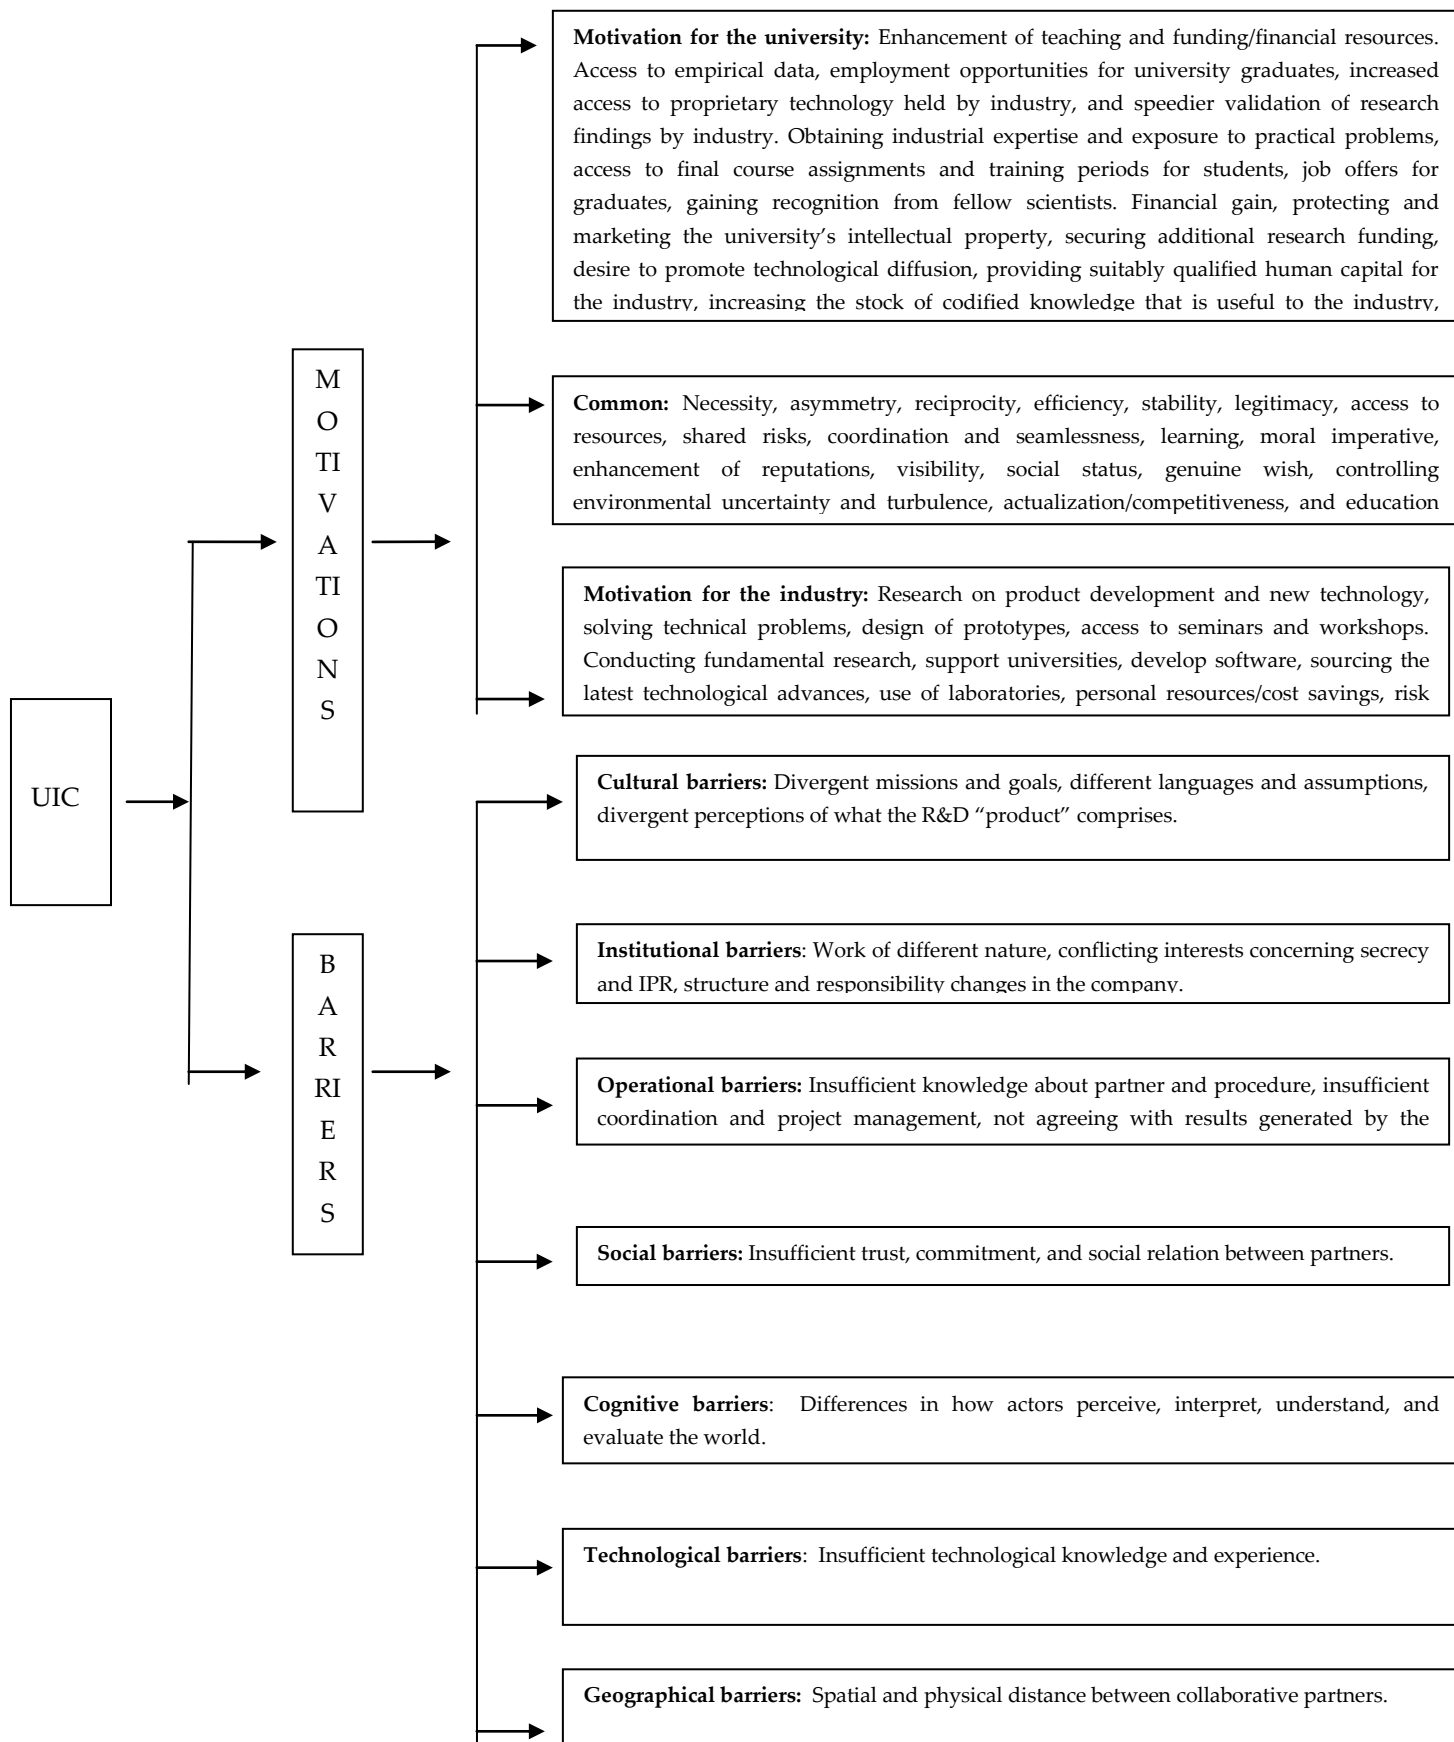 Motivation for the university: Enhancement of teaching and funding/financial resources.
Access to empirical data, employment opportunities for university graduates, increased
access to proprietary technology held by industry, and speedier validation of research
findings by industry. Obtaining industrial expertise and exposure to practical problems,
access to final course assignments and training periods for students, job offers for
graduates, gaining recognition from fellow scientists. Financial gain, protecting and
marketing the university’s intellectual property, securing additional research funding,
desire to promote technological diffusion, providing suitably qualified human capital for
the industry, increasing the stock of codified knowledge that is useful to the industry,
M
O
TI
V
A
TI
O
N
S
Common: Necessity, asymmetry, reciprocity, efficiency, stability, legitimacy, access to
resources, shared risks, coordination and seamlessness, learning, moral imperative,
enhancement of reputations, visibility, social status, genuine wish, controlling
environmental uncertainty and turbulence, actualization/competitiveness, and education
Motivation for the industry: Research on product development and new technology,
solving technical problems, design of prototypes, access to seminars and workshops.
Conducting fundamental research, support universities, develop software, sourcing the
latest technological advances, use of laboratories, personal resources/cost savings, risk
UIC
Cultural barriers: Divergent missions and goals, different languages and assumptions,
divergent perceptions of what the R&D “product” comprises.
B
A
R
RI
E
R
S
Institutional barriers: Work of different nature, conflicting interests concerning secrecy
and IPR, structure and responsibility changes in the company.
Operational barriers: Insufficient knowledge about partner and procedure, insufficient
coordination and project management, not agreeing with results generated by the
Social barriers: Insufficient trust, commitment, and social relation between partners.
Cognitive barriers: Differences in how actors perceive, interpret, understand, and
evaluate the world.
Technological barriers: Insufficient technological knowledge and experience.
Geographical barriers: Spatial and physical distance between collaborative partners.